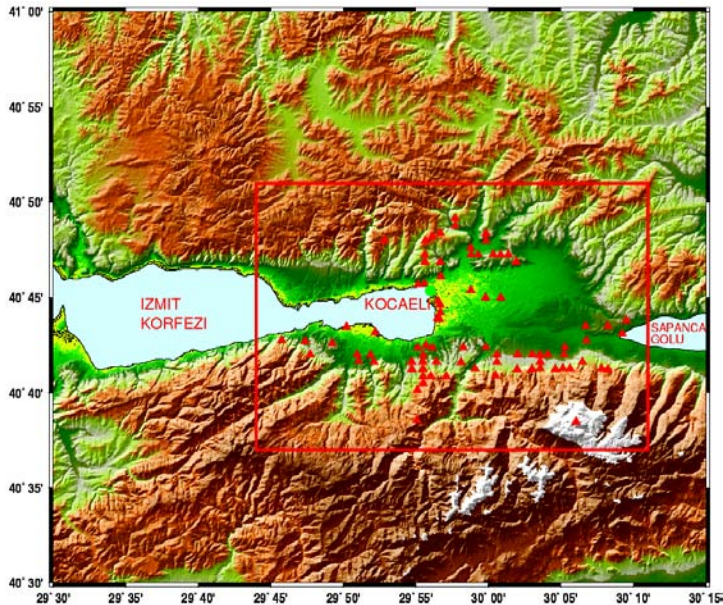 41° 00'
40° 55'
40° 50'
40° 45'
40° 40'
40° 35'
40° 30'
IZMIT
KORFEZI
KOCAELI
SAPANCA
GOLU
29° 30' 29° 35' 29° 40' 29° 45' 29° 50' 29° 55' 30° 00' 30° 05' 30° 10' 30° 15'